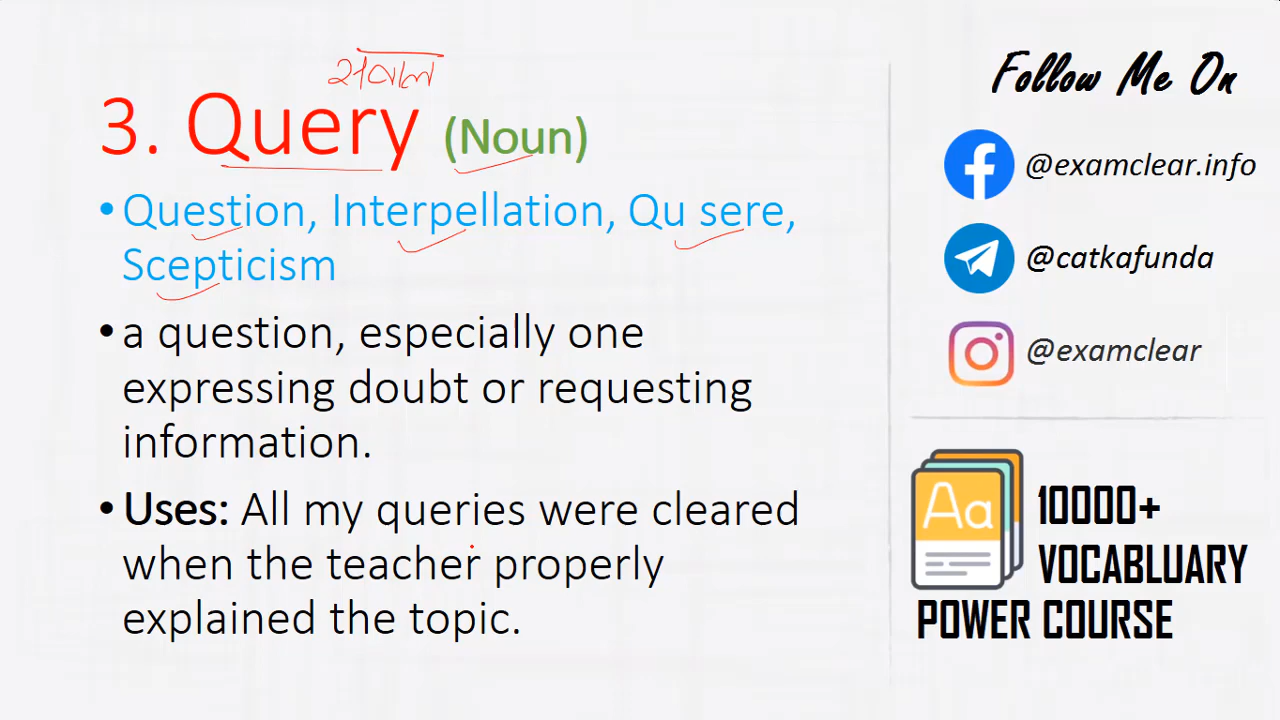 सवाल
3. Query (Noun)
• Question, Interpellation, Qu sere,
Scepticism
• a question, especially one
expressing doubt or requesting
information.
• Uses: All my queries were cleared
when the teacher properly
explained the topic.
Follow Me On
@examclear.info
@catkafunda
@examclear
Aa
10000+
VOCABLUARY
POWER COURSE